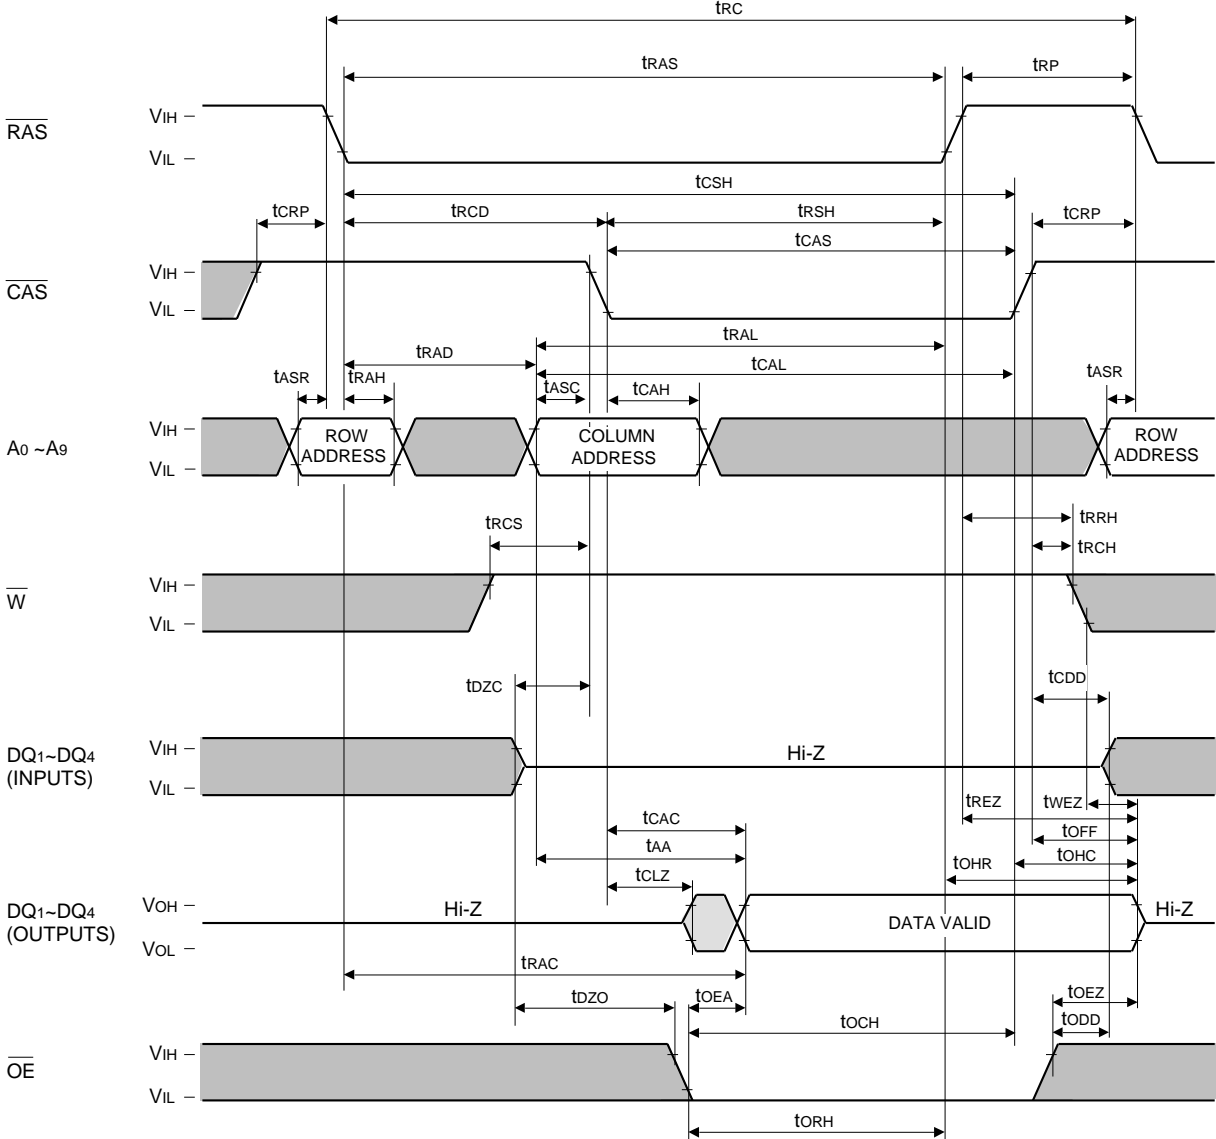 tRC
tRAS tRP
RAS VIH
VIL
tCSH
tCRP tRCD tRSH tCRP
tCAS
CAS VIH
VIL
tRAL
tRAD tCAL
tASR tRAH tASC tCAH tASR
A0 ~A9 VIH ROW ADDRESS COLUMN ADDRESS ROW ADDRESS
VIL
tRCS tRRH
tRCH
W VIH
VIL
tDZC tCDD
DQ1~DQ4 VIH Hi-Z
(INPUTS) VIL
tREZ tWEZ
tCAC tOFF
tAA tOHC
tCLZ tOHR
DQ1~DQ4 VOH Hi-Z DATA VALID Hi-Z
(OUTPUTS) VOL
tRAC
tDZO tOEA tOEZ
tOCH tODD
OE VIH
VIL
tORH